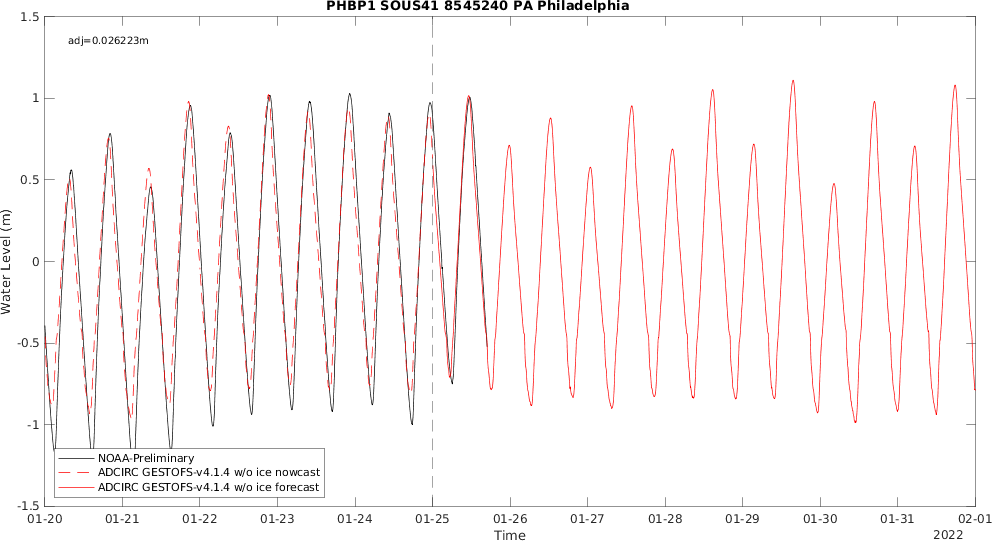 PHBP1 SOUS41 8545240 PA Philadelphia
adj=0.026223m
Water Level (m)
1.5
1
0.5
0
-0.5
-1
-1.5
NOAA-Preliminary
ADCIRC GESTOFS-v4.1.4 w/o ice nowcast
ADCIRC GESTOFS-v4.1.4 w/o ice forecast
01-20 01-21 01-22 01-23 01-24 01-25 01-26 01-27 01-28 01-29 01-30 01-31 02-01
Time
2022